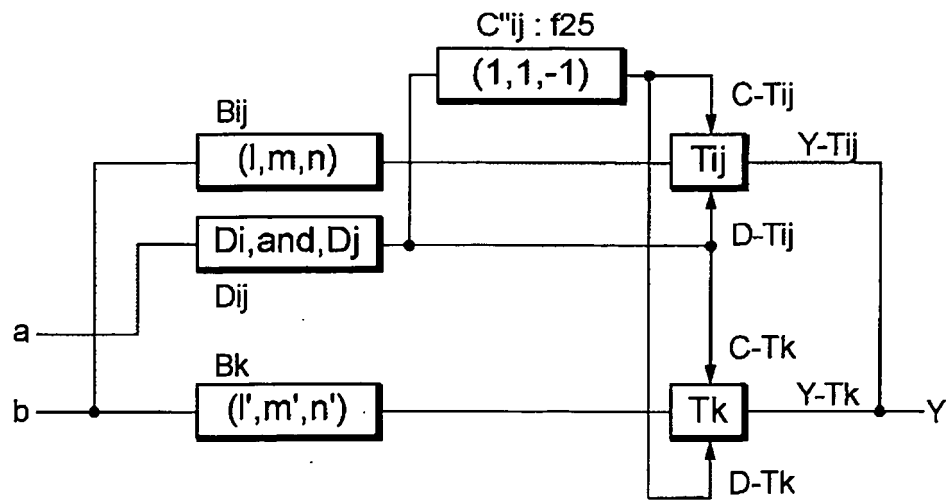 C"ij : f25
(1,1,-1)
C-Tij
Bij
(l,m,n)
Tij
Y-Tij
Di,and,Dj
D-Tij
Dij
a
Bk
C-Tk
b
(l',m',n')
Tk
Y-Tk
Y
D-Tk